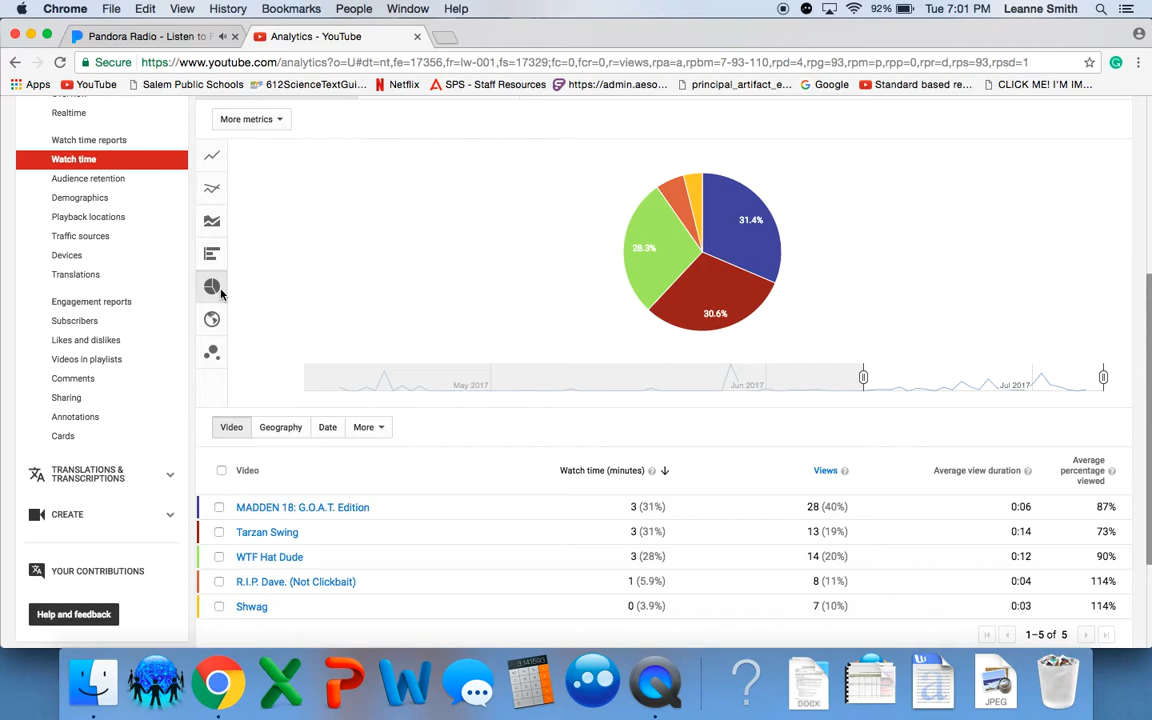 Chrome File Edit View History Bookmarks People Window Help 92% Tue 7:01 PM Leanne Smith
Pandora Radio - Listen to F
Analytics - YouTube
Secure https://www.youtube.com/analytics?o=U#dt=nt,fe=17356,fr=lw-001,fs=17329;fc=0,fcr=0,r=views,rpa=a,rpbm=7-93-110,rpd=4,rpg=93,rpm=p,rpp=0,rpr=d,rps=93,rpsd=1
Apps YouTube Salem Public Schools 612ScienceTextGui... Netflix SPS - Staff Resources https://admin.aeso... principal_artifact_e... Google Standard based re... CLICK ME! I'M IM...
Realtime
Watch time reports
Watch time
Audience retention
Demographics
Playback locations
Traffic sources
Devices
Translations
Engagement reports
Subscribers
Likes and dislikes
Videos in playlists
Comments
Sharing
Annotations
Cards
TRANSLATIONS &
TRANSCRIPTIONS
CREATE
YOUR CONTRIBUTIONS
Help and feedback
More metrics
31.4%
28.3%
30.6%
May 2017 Jun 2017 Jul 2017
Video Geography Date More
Video Watch time (minutes) ? Views ? Average view duration ? Average
percentage
viewed ?
MADDEN 18: G.O.A.T. Edition 3 (31%) 28 (40%) 0:06 87%
Tarzan Swing 3 (31%) 13 (19%) 0:14 73%
WTF Hat Dude 3 (28%) 14 (20%) 0:12 90%
R.I.P. Dave. (Not Clickbait) 1 (5.9%) 8 (11%) 0:04 114%
Shwag 0 (3.9%) 7 (10%) 0:03 114%
1–5 of 5
3.141593
?
DOCX
JPEG